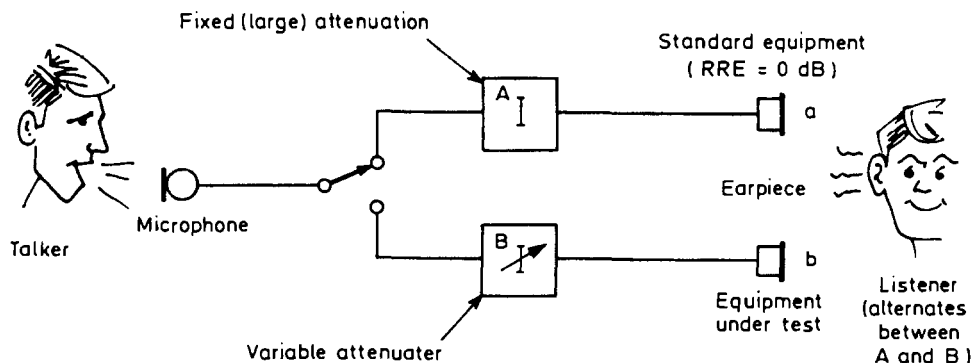 Fixed (large) attenuation
Standard equipment
( RRE = 0 dB )
A
I
a
Earpiece
Microphone
Talker
B
I
b
Equipment
under test
Listener
(alternates
between
A and B )
Variable attenuater